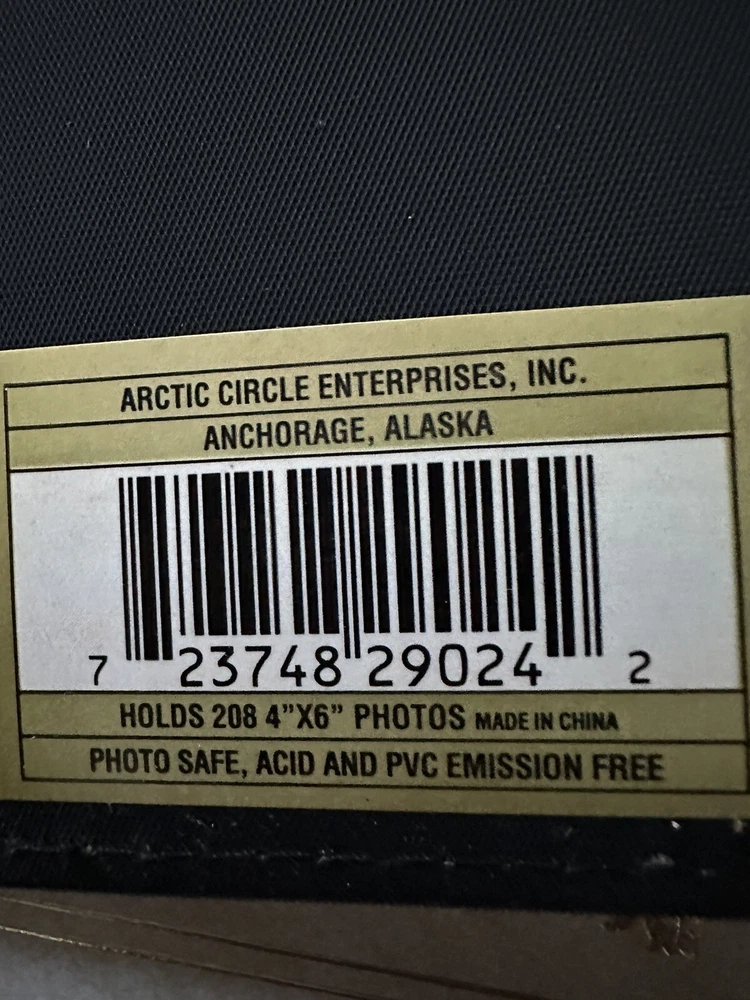 ARCTIC CIRCLE ENTERPRISES, INC.
ANCHORAGE, ALASKA
7 23748 29024 2
HOLDS 208 4”X6” PHOTOS MADE IN CHINA
PHOTO SAFE, ACID AND PVC EMISSION FREE